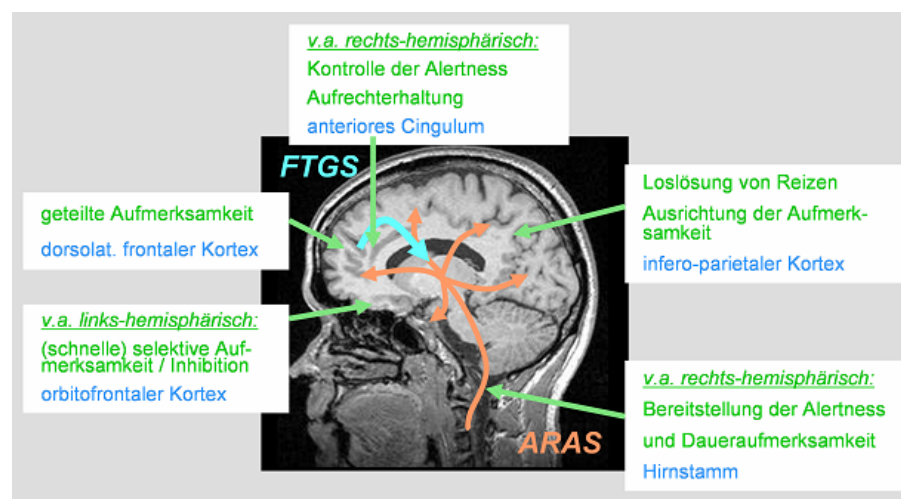 v.a. rechts-hemisphärisch:
Kontrolle der Alertness
Aufrechterhaltung
anteriores Cingulum
FTGS
geteilte Aufmerksamkeit
dorsolat. frontaler Kortex
v.a. links-hemisphärisch:
(schnelle) selektive Auf-
merksamkeit / Inhibition
orbitofrontaler Kortex
Loslösung von Reizen
Ausrichtung der Aufmerk-
samkeit
infero-parietaler Kortex
v.a. rechts-hemisphärisch:
Bereitstellung der Alertness
und Daueraufmerksamkeit
Hirnstamm
ARAS